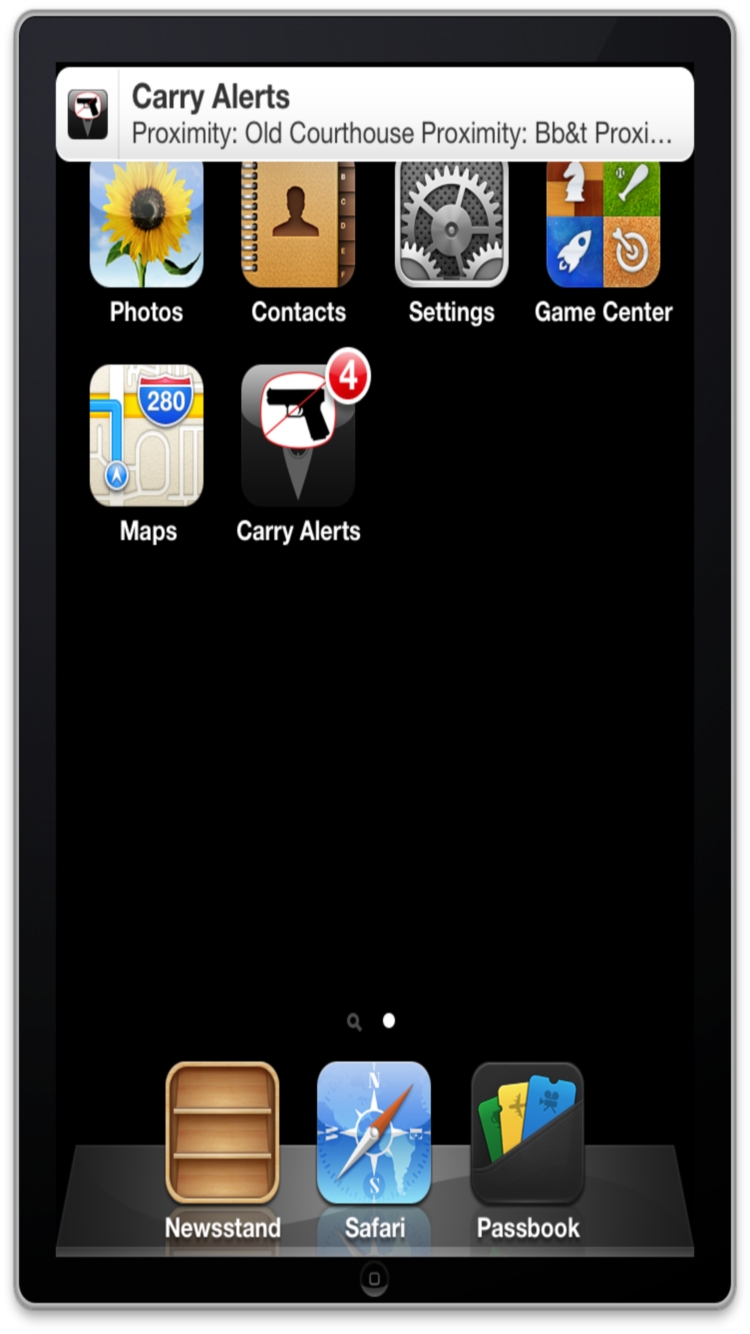 Carry Alerts
Proximity: Old Courthouse Proximity: Bb&t Proxi...
B
C
D
E
F
Photos
Contacts
Settings
Game Center
280
4
Maps
Carry Alerts
N
S
Newsstand
Safari
Passbook